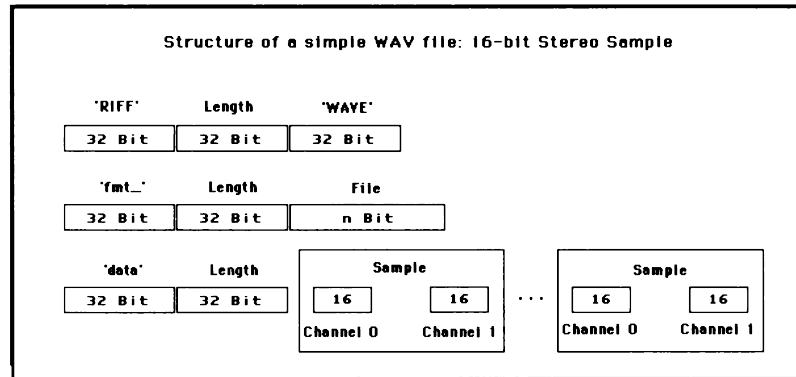 Structure of a simple WAV file: 16-bit Stereo Sample
'RIFF' Length 'WAVE'
32 Bit 32 Bit 32 Bit
'fmt_' Length File
32 Bit 32 Bit n Bit
'data' Length Sample Sample
32 Bit 32 Bit 16 16 ... 16 16
Channel 0 Channel 1 Channel 0 Channel 1